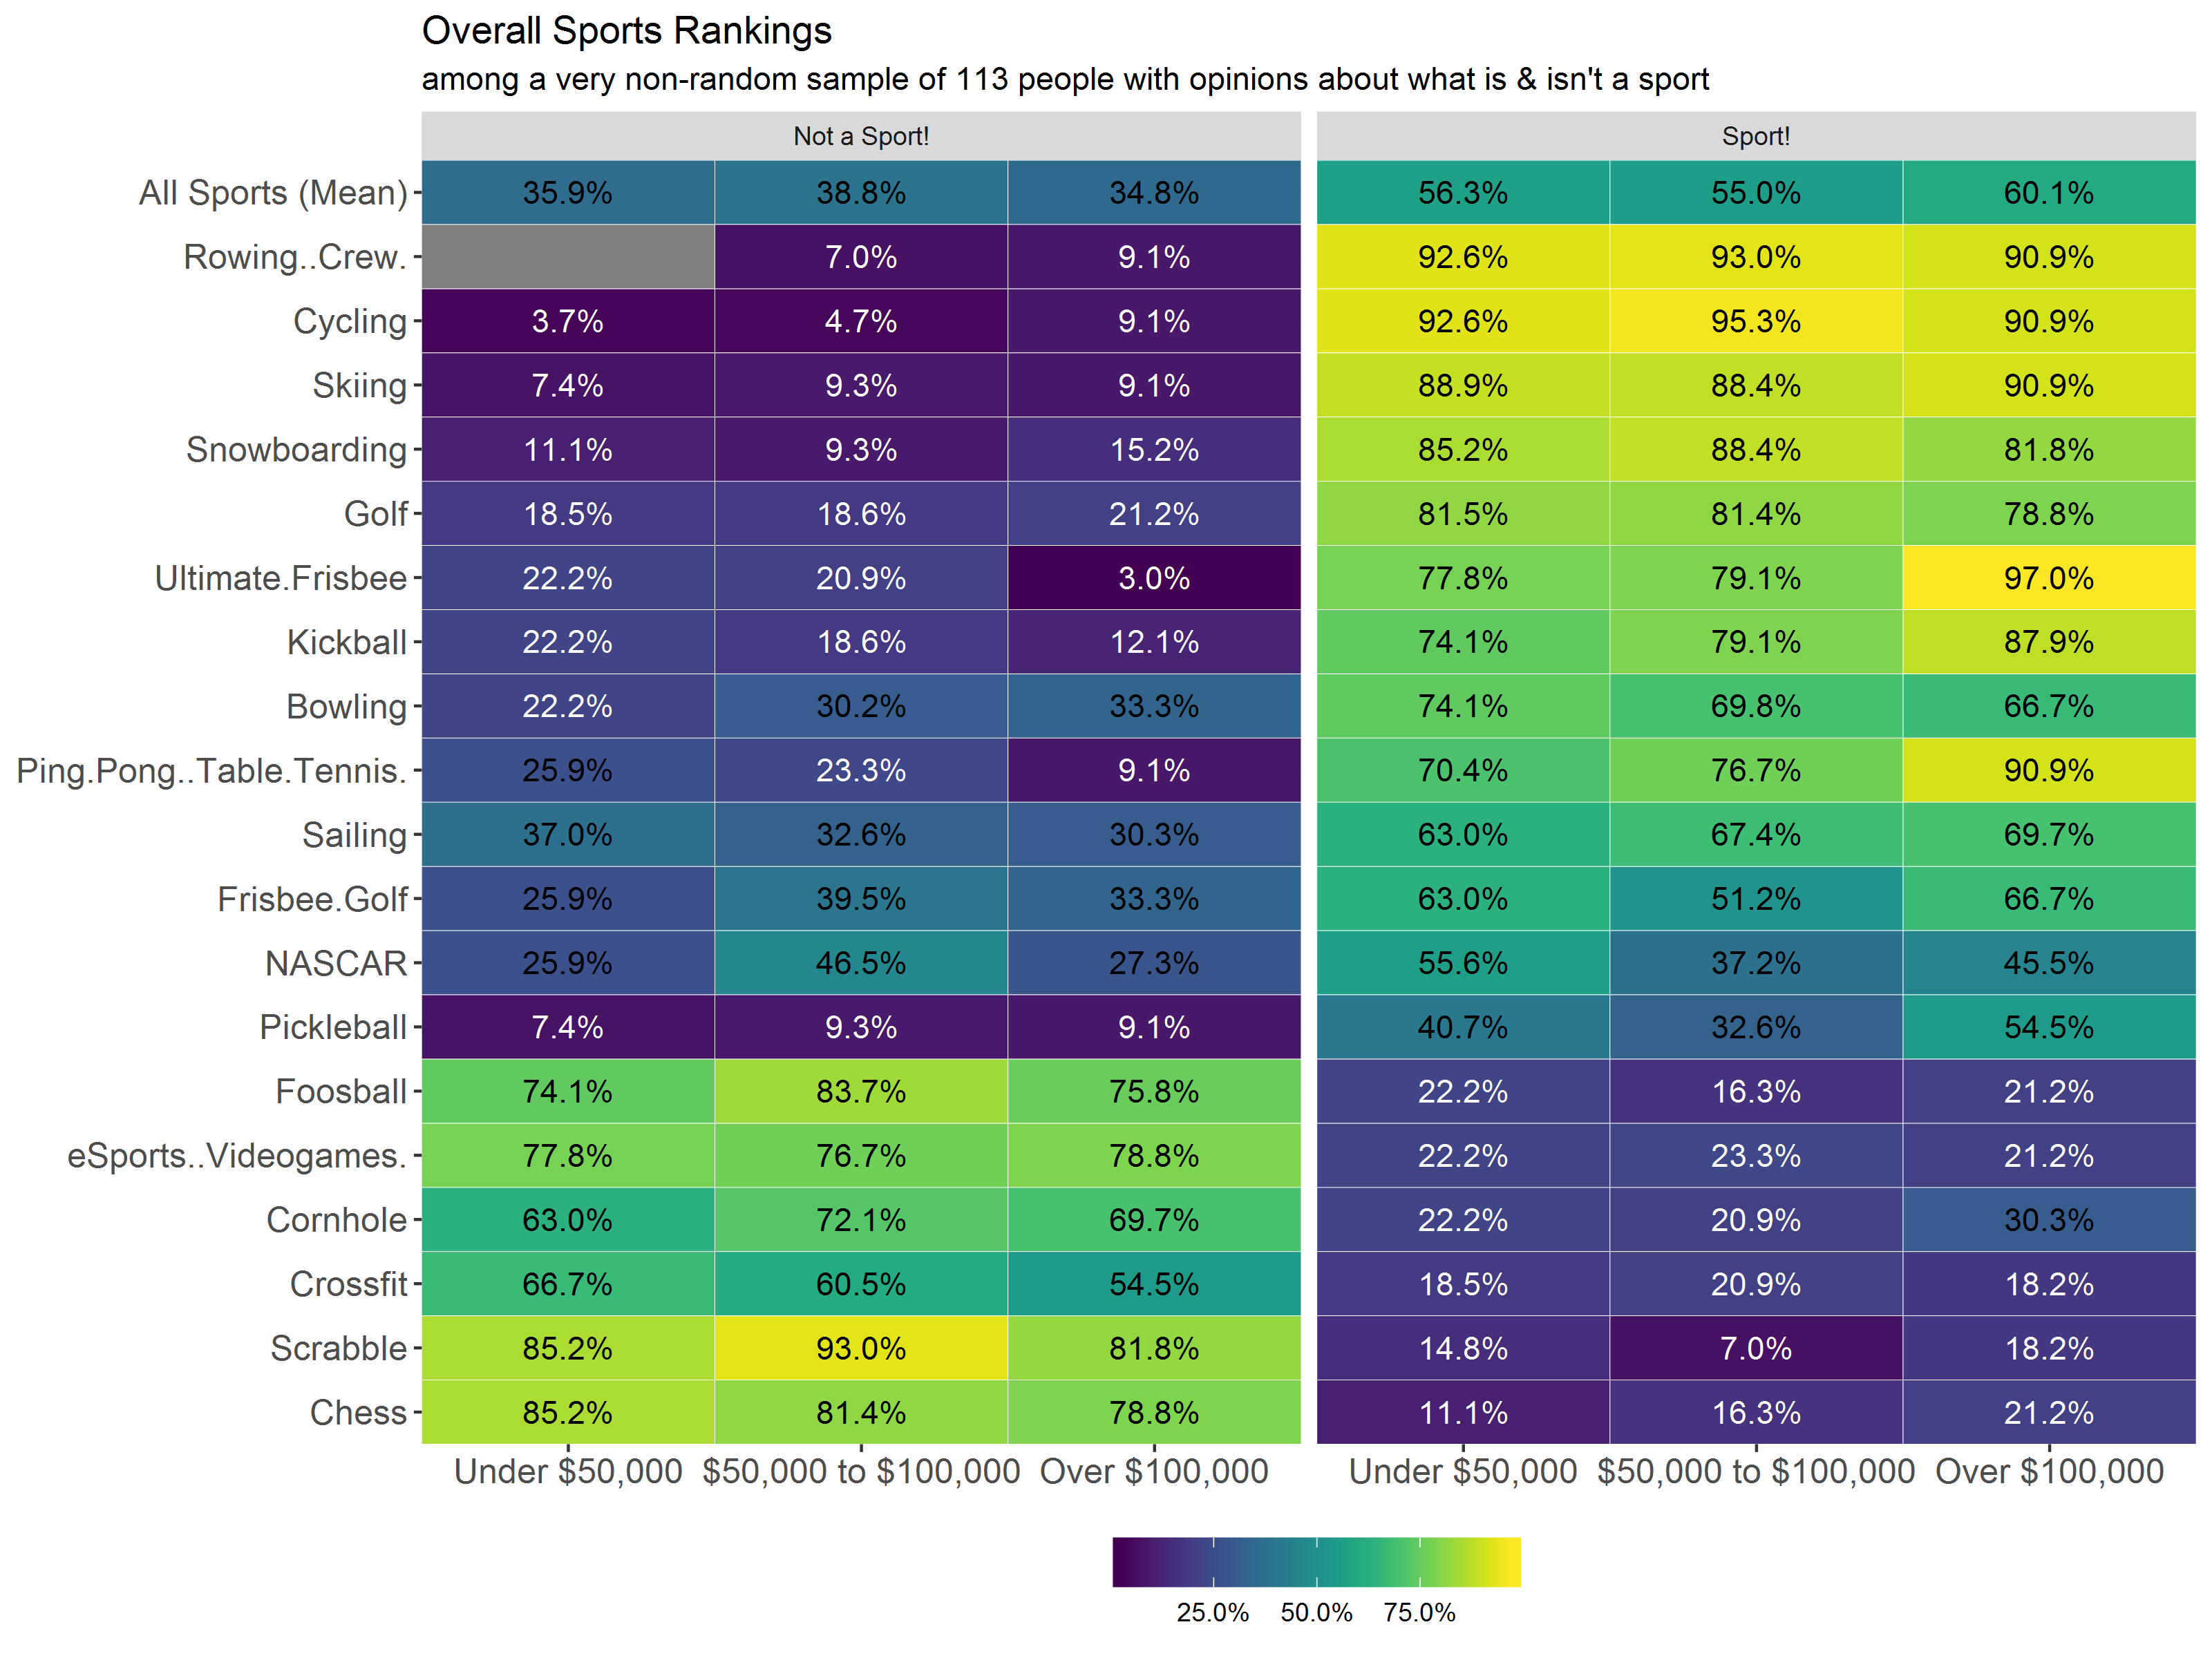 Overall Sports Rankings
among a very non-random sample of 113 people with opinions about what is & isn't a sport
Not a Sport! Sport!
All Sports (Mean) 35.9% 38.8% 34.8% 56.3% 55.0% 60.1%
Rowing..Crew. 7.0% 9.1% 92.6% 93.0% 90.9%
Cycling 3.7% 4.7% 9.1% 92.6% 95.3% 90.9%
Skiing 7.4% 9.3% 9.1% 88.9% 88.4% 90.9%
Snowboarding 11.1% 9.3% 15.2% 85.2% 88.4% 81.8%
Golf 18.5% 18.6% 21.2% 81.5% 81.4% 78.8%
Ultimate.Frisbee 22.2% 20.9% 3.0% 77.8% 79.1% 97.0%
Kickball 22.2% 18.6% 12.1% 74.1% 79.1% 87.9%
Bowling 22.2% 30.2% 33.3% 74.1% 69.8% 66.7%
Ping.Pong..Table.Tennis. 25.9% 23.3% 9.1% 70.4% 76.7% 90.9%
Sailing 37.0% 32.6% 30.3% 63.0% 67.4% 69.7%
Frisbee.Golf 25.9% 39.5% 33.3% 63.0% 51.2% 66.7%
NASCAR 25.9% 46.5% 27.3% 55.6% 37.2% 45.5%
Pickleball 7.4% 9.3% 9.1% 40.7% 32.6% 54.5%
Foosball 74.1% 83.7% 75.8% 22.2% 16.3% 21.2%
eSports..Videogames. 77.8% 76.7% 78.8% 22.2% 23.3% 21.2%
Cornhole 63.0% 72.1% 69.7% 22.2% 20.9% 30.3%
Crossfit 66.7% 60.5% 54.5% 18.5% 20.9% 18.2%
Scrabble 85.2% 93.0% 81.8% 14.8% 7.0% 18.2%
Chess 85.2% 81.4% 78.8% 11.1% 16.3% 21.2%
Under $50,000 $50,000 to $100,000 Over $100,000 Under $50,000 $50,000 to $100,000 Over $100,000
25.0% 50.0% 75.0%